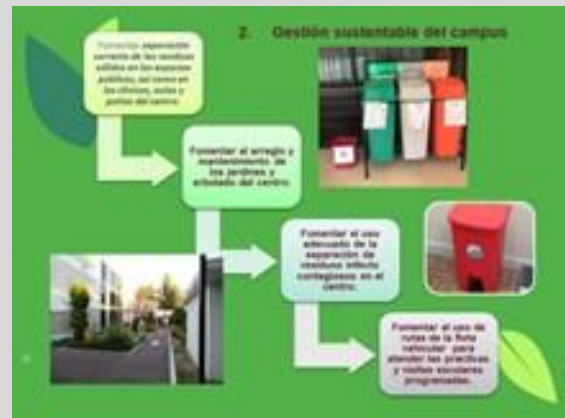 2. Gestión sustentable del campus
Fomentar separación
correcta de los residuos
sólidos en los espacios
públicos, así como en
las clínicas, aulas y
patios del centro.
Fomentar el arreglo y
mantenimiento de
los jardines y
arbolado del centro.
Fomentar el uso
adecuado de la
separación de
residuos infecto
contagiosos en el
centro.
Fomentar el uso de
rutas de la flota
vehicular para
atender las prácticas
y visitas escolares
programadas.